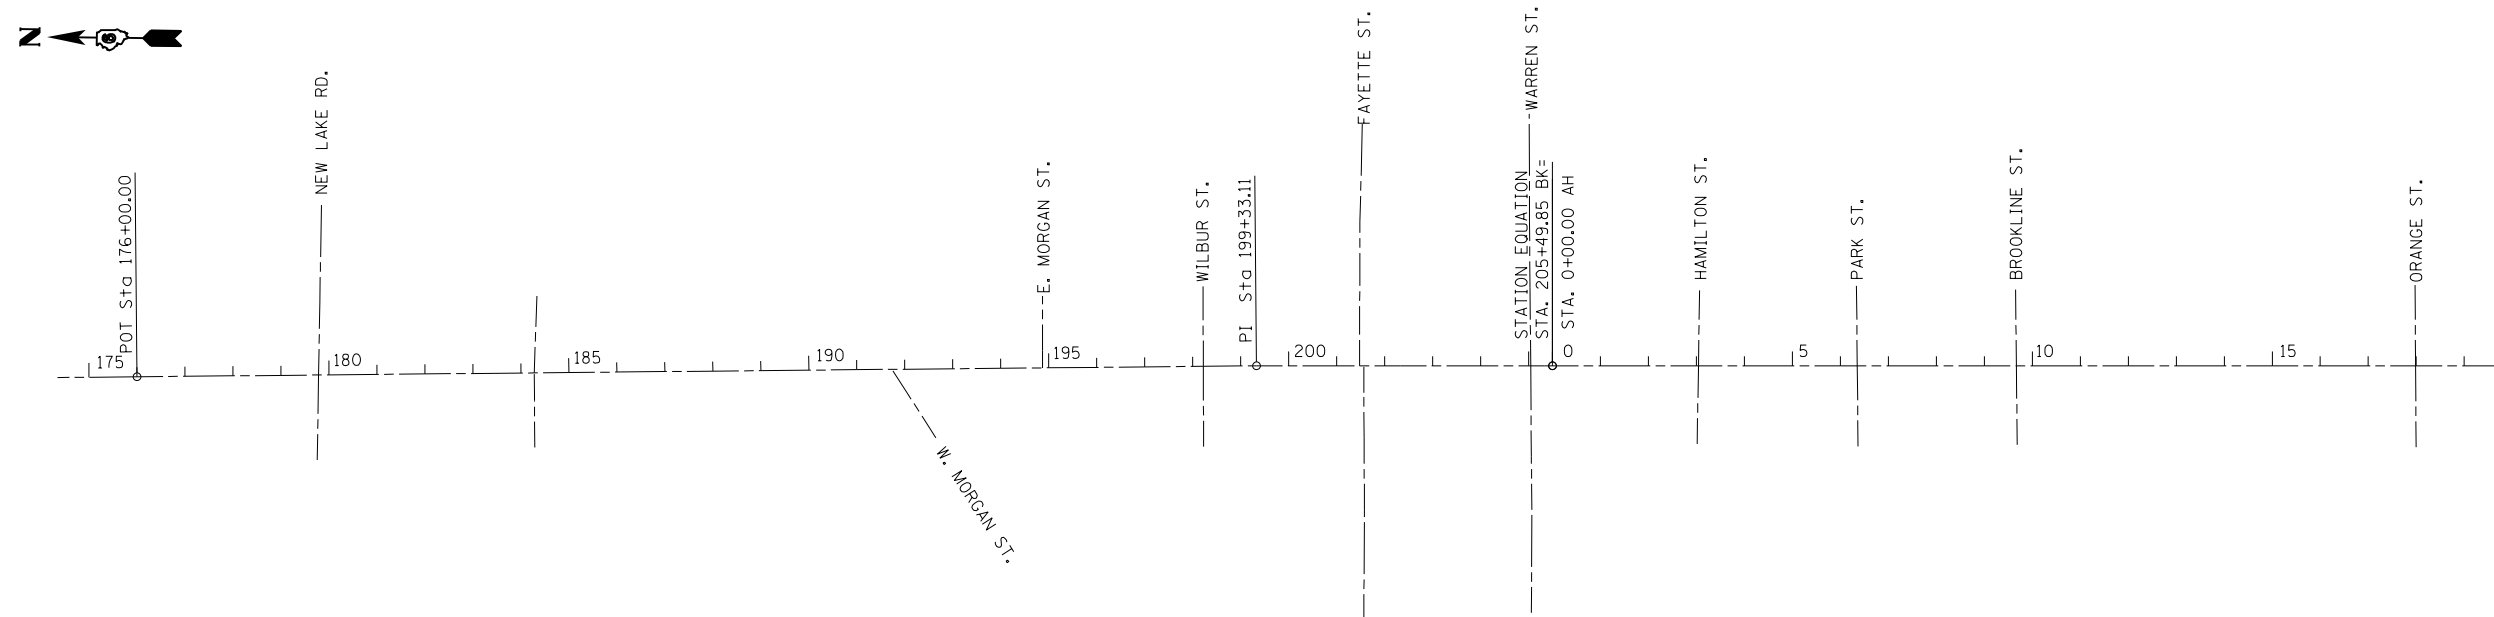 N
POT Sta 176+00.00
NEW LAKE RD.
W. MORGAN ST.
E. MORGAN ST.
WILBUR ST.
PI Sta 199+33.11
FAYETTE ST.
WARREN ST.
STATION EQUATION
STA. 205+49.85 BK=
STA. 0+00.00 AH
HAMILTON ST.
PARK ST.
BROOKLINE ST.
ORANGE ST.
175
180
185
190
195
200
0
5
10
15